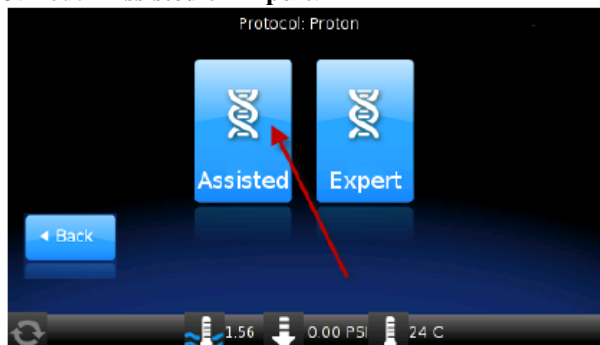 Protocol: Proton
Assisted
Expert
Back
1.56
0.00 PSI
24 C